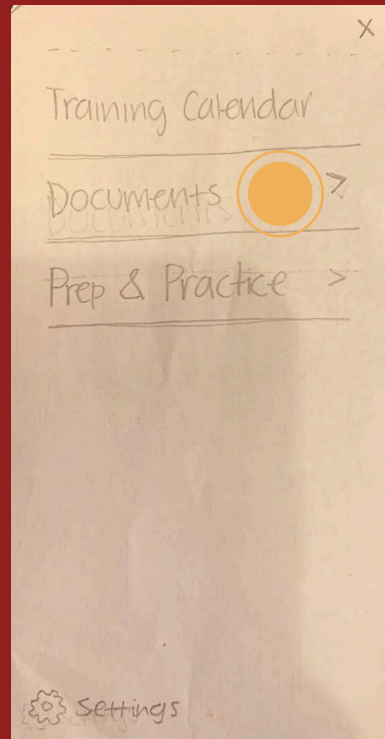 X
Training Calendar
Documents >
Prep & Practice >
Settings